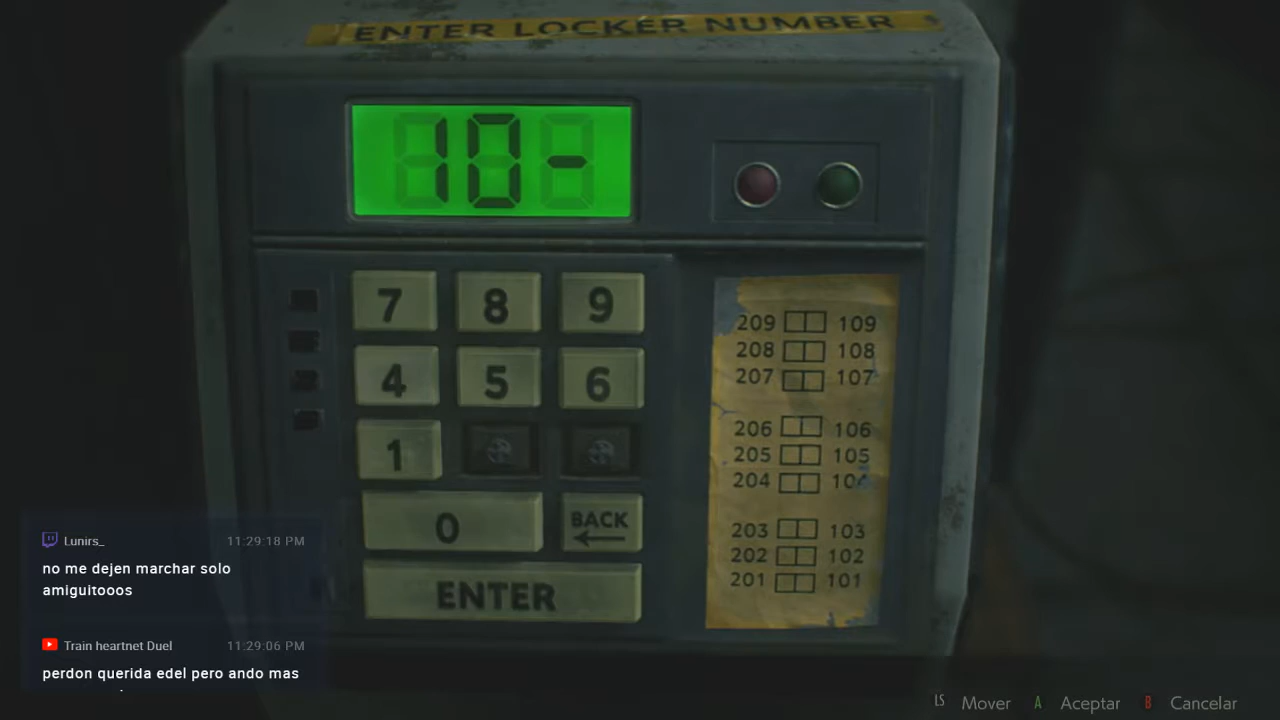 ENTER LOCKER NUMBER
10-
7 8 9
4 5 6
1
0 BACK
ENTER
209 109
208 108
207 107
206 106
205 105
204 104
203 103
202 102
201 101
Lunirs_ 11:29:18 PM
no me dejen marchar solo
amiguitooos
Train heartnet Duel 11:29:06 PM
perdon querida edel pero ando mas
LS Mover A Aceptar B Cancelar